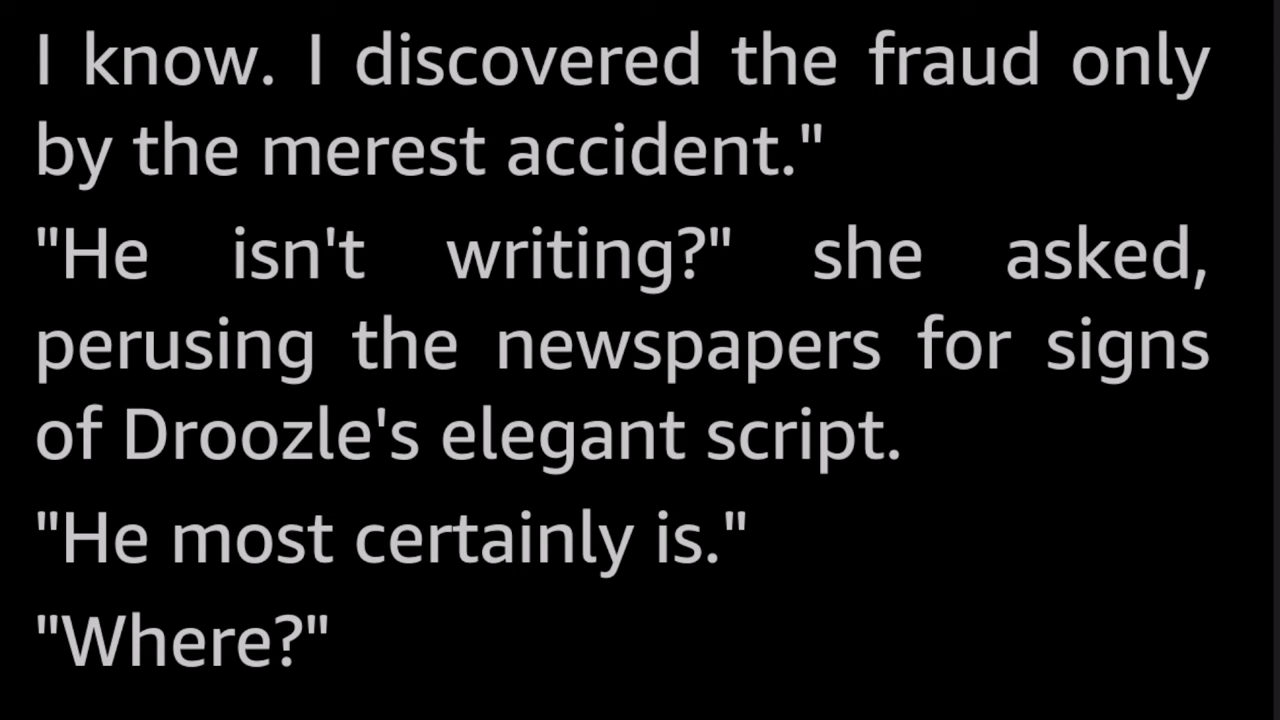 I know. I discovered the fraud only
by the merest accident."
"He isn't writing?" she asked,
perusing the newspapers for signs
of Droozle's elegant script.
"He most certainly is."
"Where?"